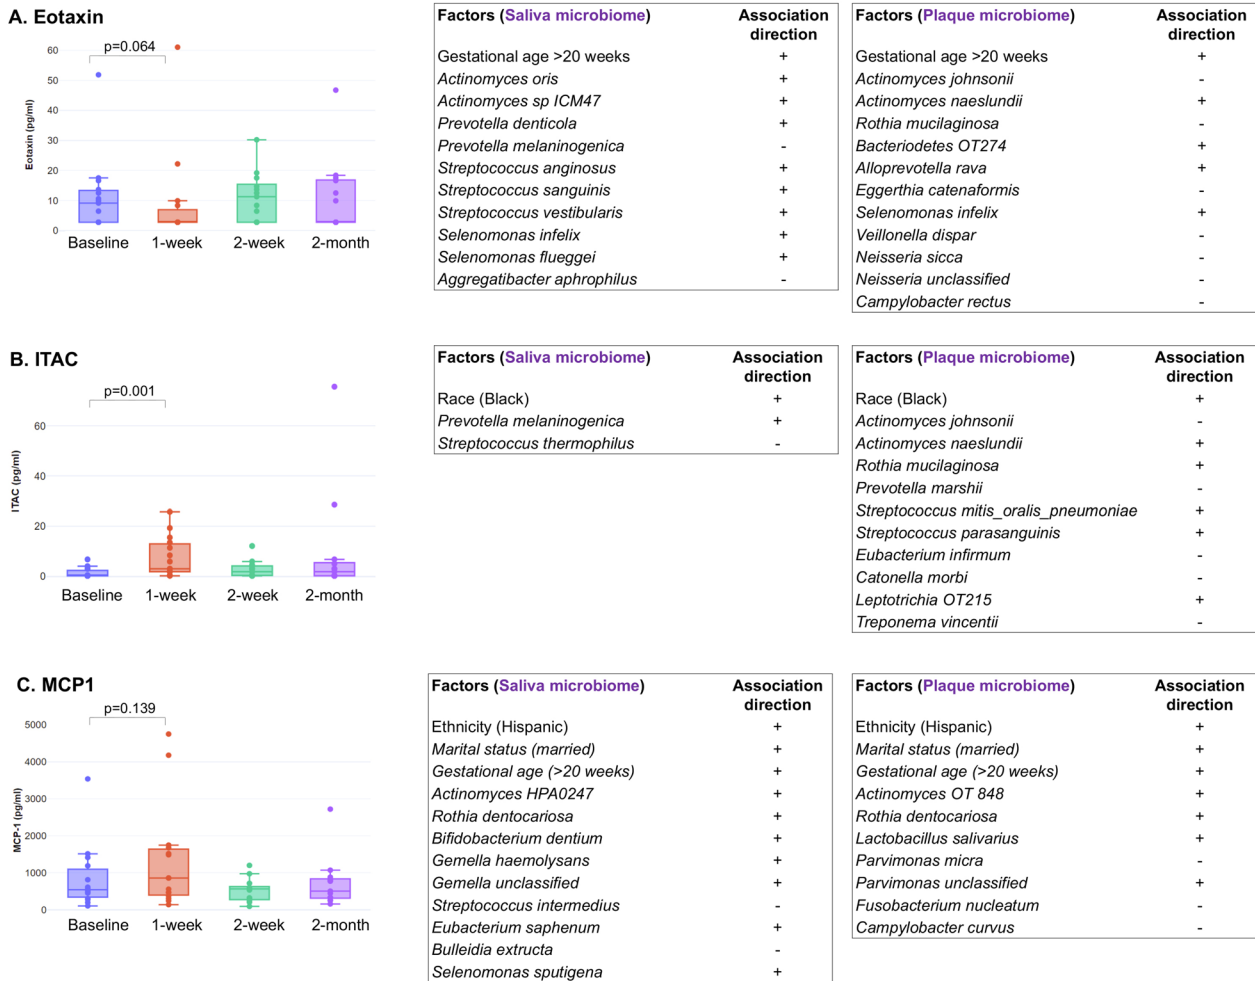 A. Eotaxin
p=0.064
60
50
40
30
20
10
0
Eotaxin (pg/ml)
Baseline 1-week 2-week 2-month
Factors (Saliva microbiome) Association direction
Gestational age >20 weeks +
Actinomyces oris +
Actinomyces sp ICM47 +
Prevotella denticola +
Prevotella melaninogenica -
Streptococcus anginosus +
Streptococcus sanguinis +
Streptococcus vestibularis +
Selenomonas infelix +
Selenomonas flueggei +
Aggregatibacter aphrophilus -
Factors (Plaque microbiome) Association direction
Gestational age >20 weeks +
Actinomyces johnsonii -
Actinomyces naeslundii +
Rothia mucilaginosa -
Bacteriodetes OT274 +
Alloprevotella rava +
Eggerthia catenaformis -
Selenomonas infelix +
Veillonella dispar -
Neisseria sicca -
Neisseria unclassified -
Campylobacter rectus -
B. ITAC
p=0.001
60
40
20
0
ITAC (pg/ml)
Baseline 1-week 2-week 2-month
Factors (Saliva microbiome) Association direction
Race (Black) +
Prevotella melaninogenica +
Streptococcus thermophilus -
Factors (Plaque microbiome) Association direction
Race (Black) +
Actinomyces johnsonii -
Actinomyces naeslundii +
Rothia mucilaginosa +
Prevotella marshii -
Streptococcus mitis_oralis_pneumoniae +
Streptococcus parasanguinis +
Eubacterium infirmum -
Catonella morbi -
Leptotrichia OT215 +
Treponema vincentii -
C. MCP1
p=0.139
5000
4000
3000
2000
1000
0
MCP-1 (pg/ml)
Baseline 1-week 2-week 2-month
Factors (Saliva microbiome) Association direction
Ethnicity (Hispanic) +
Marital status (married) +
Gestational age (>20 weeks) +
Actinomyces HPA0247 +
Rothia dentocariosa +
Bifidobacterium dentium +
Gemella haemolysans +
Gemella unclassified +
Streptococcus intermedius -
Eubacterium saphenum +
Bulleidia extructa -
Selenomonas sputigena +
Factors (Plaque microbiome) Association direction
Ethnicity (Hispanic) +
Marital status (married) +
Gestational age (>20 weeks) +
Actinomyces OT 848 +
Rothia dentocariosa +
Lactobacillus salivarius +
Parvimonas micra -
Parvimonas unclassified +
Fusobacterium nucleatum -
Campylobacter curvus -